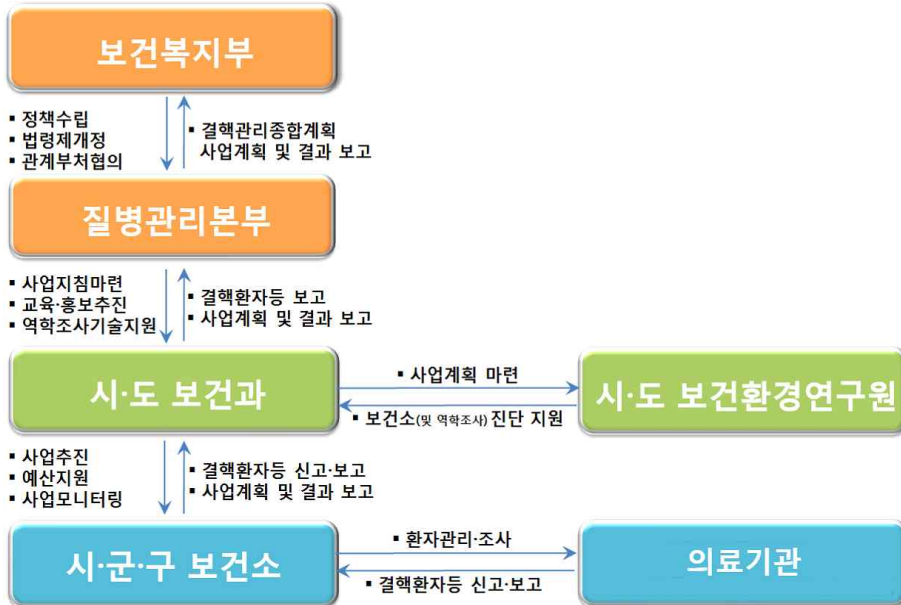 보건복지부
▪ 정책수립
▪ 법령제개정
▪ 관계부처협의
▪ 결핵관리종합계획
사업계획 및 결과 보고
질병관리본부
▪ 사업지침마련
▪ 교육·홍보추진
▪ 역학조사기술지원
▪ 결핵환자등 보고
▪ 사업계획 및 결과 보고
시·도 보건과
▪ 사업계획 마련
▪ 보건소(및 역학조사) 진단 지원
시·도 보건환경연구원
▪ 사업추진
▪ 예산지원
▪ 사업모니터링
▪ 결핵환자등 신고·보고
▪ 사업계획 및 결과 보고
시·군·구 보건소
▪ 환자관리·조사
▪ 결핵환자등 신고·보고
의료기관